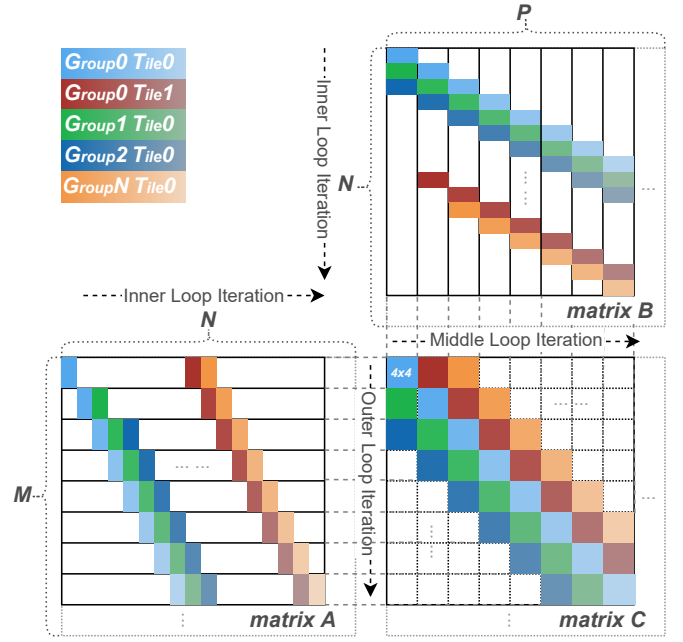 P
Group0 Tile0
Group0 Tile1
Group1 Tile0
Group2 Tile0
GroupN Tile0
Inner Loop Iteration
N
matrix B
Inner Loop Iteration
N
Middle Loop Iteration
4x4
Outer Loop Iteration
M
matrix A
matrix C